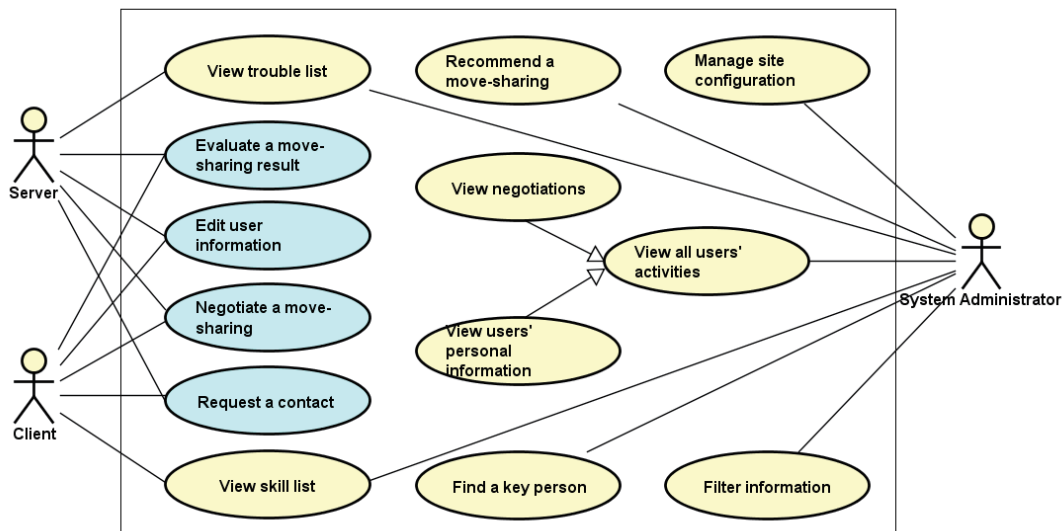 View trouble list
Recommend a
move-sharing
Manage site
configuration
Server
Evaluate a move-
sharing result
View negotiations
Edit user
information
View all users'
activities
System Administrator
Negotiate a move-
sharing
View users'
personal
information
Client
Request a contact
View skill list
Find a key person
Filter information